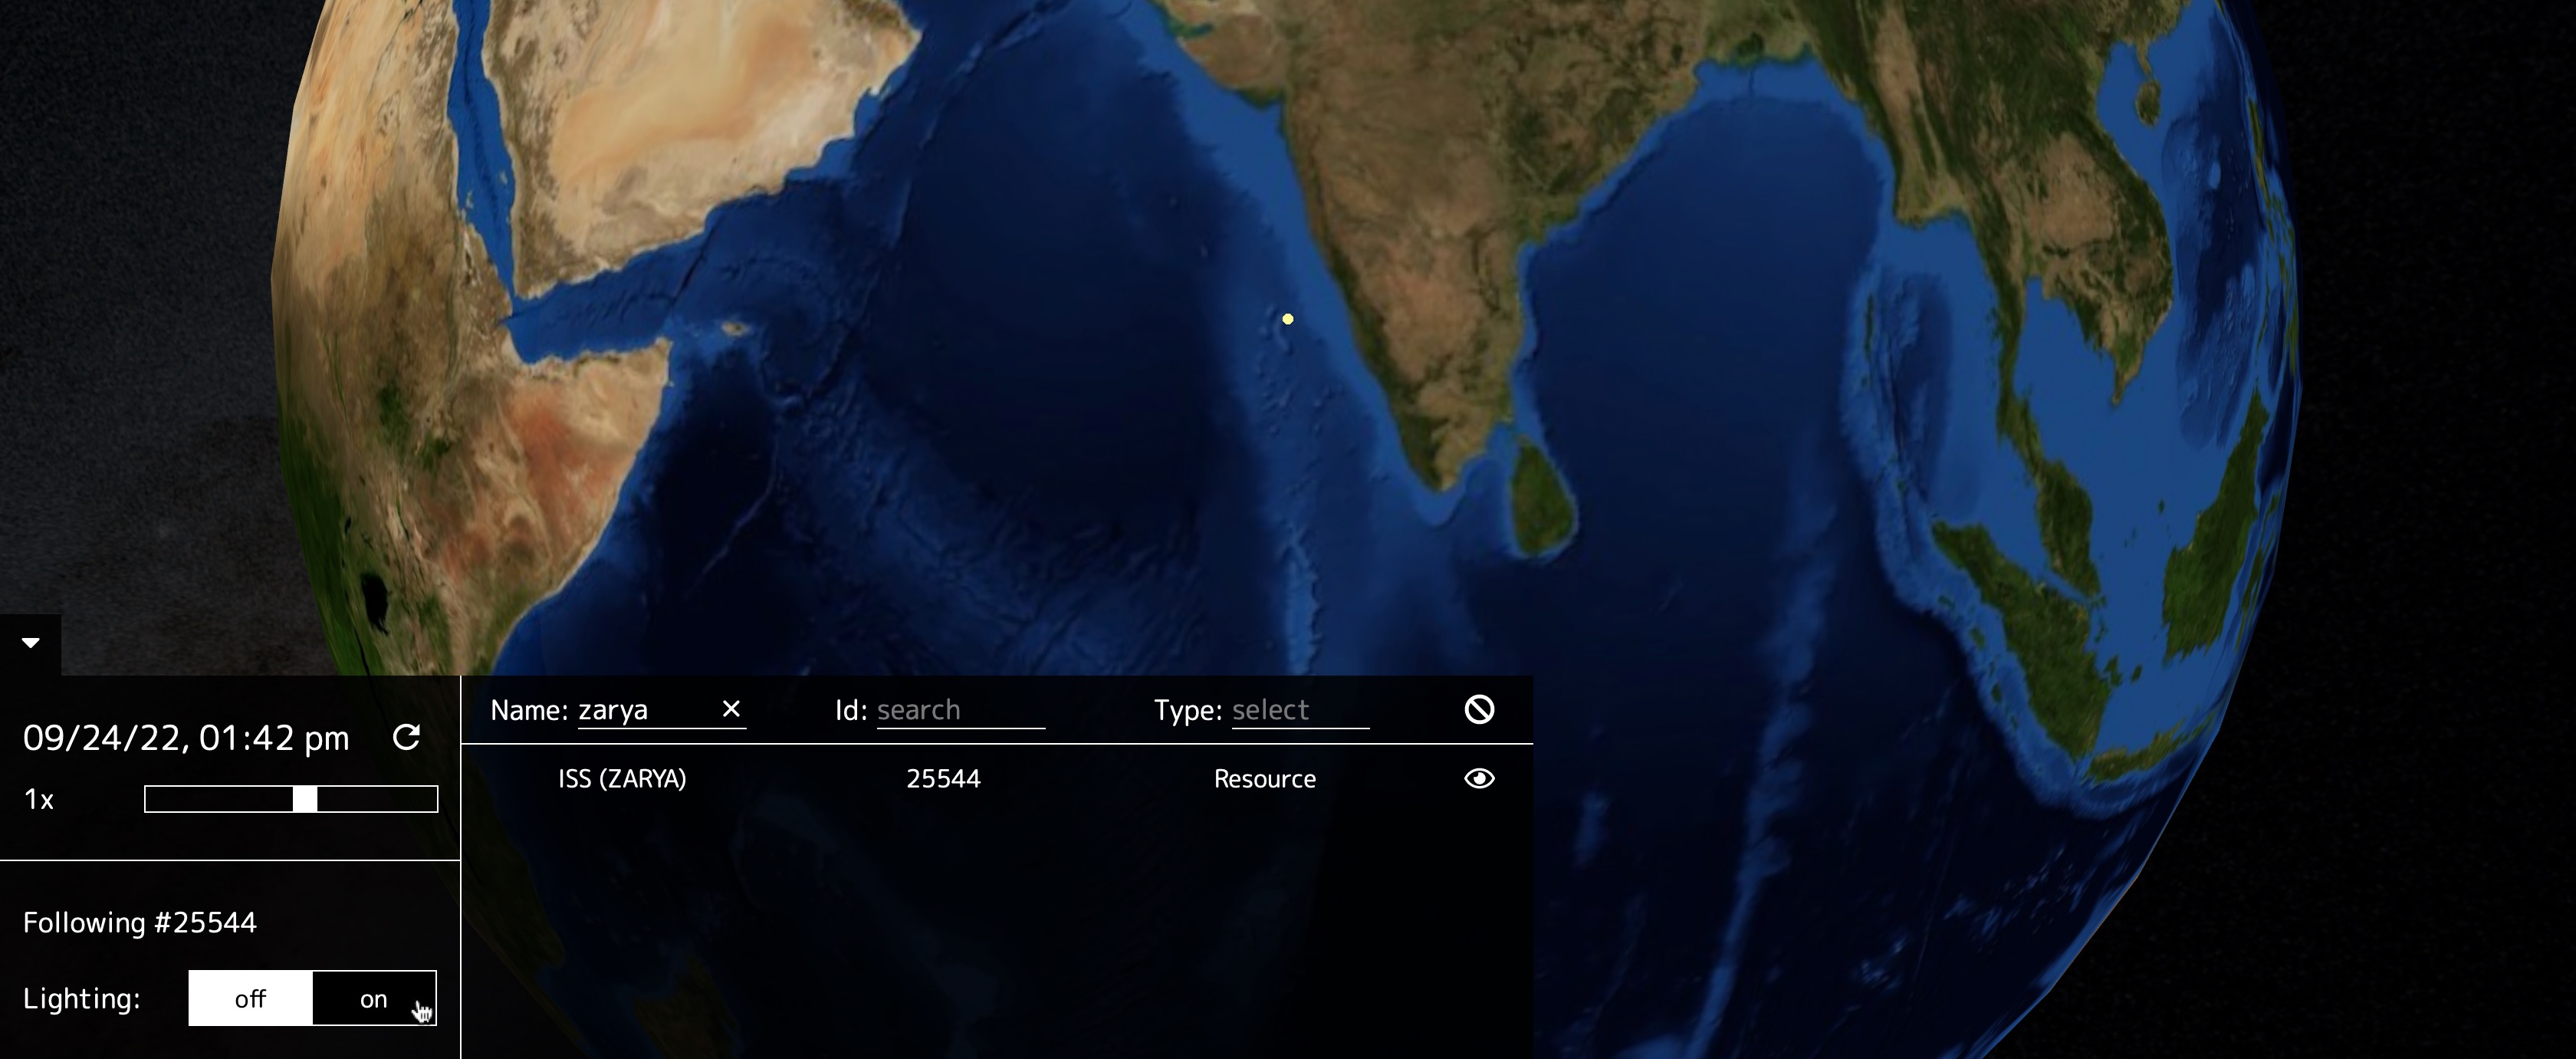 Name: zarya Id: search Type: select
09/24/22, 01:42 pm
ISS (ZARYA) 25544 Resource
1x
Following #25544
Lighting: off on